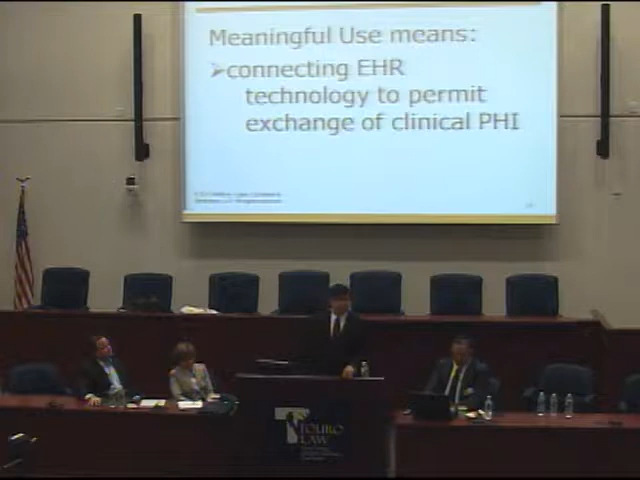 Meaningful Use means:
➢connecting EHR
technology to permit
exchange of clinical PHI
TOURO
LAW